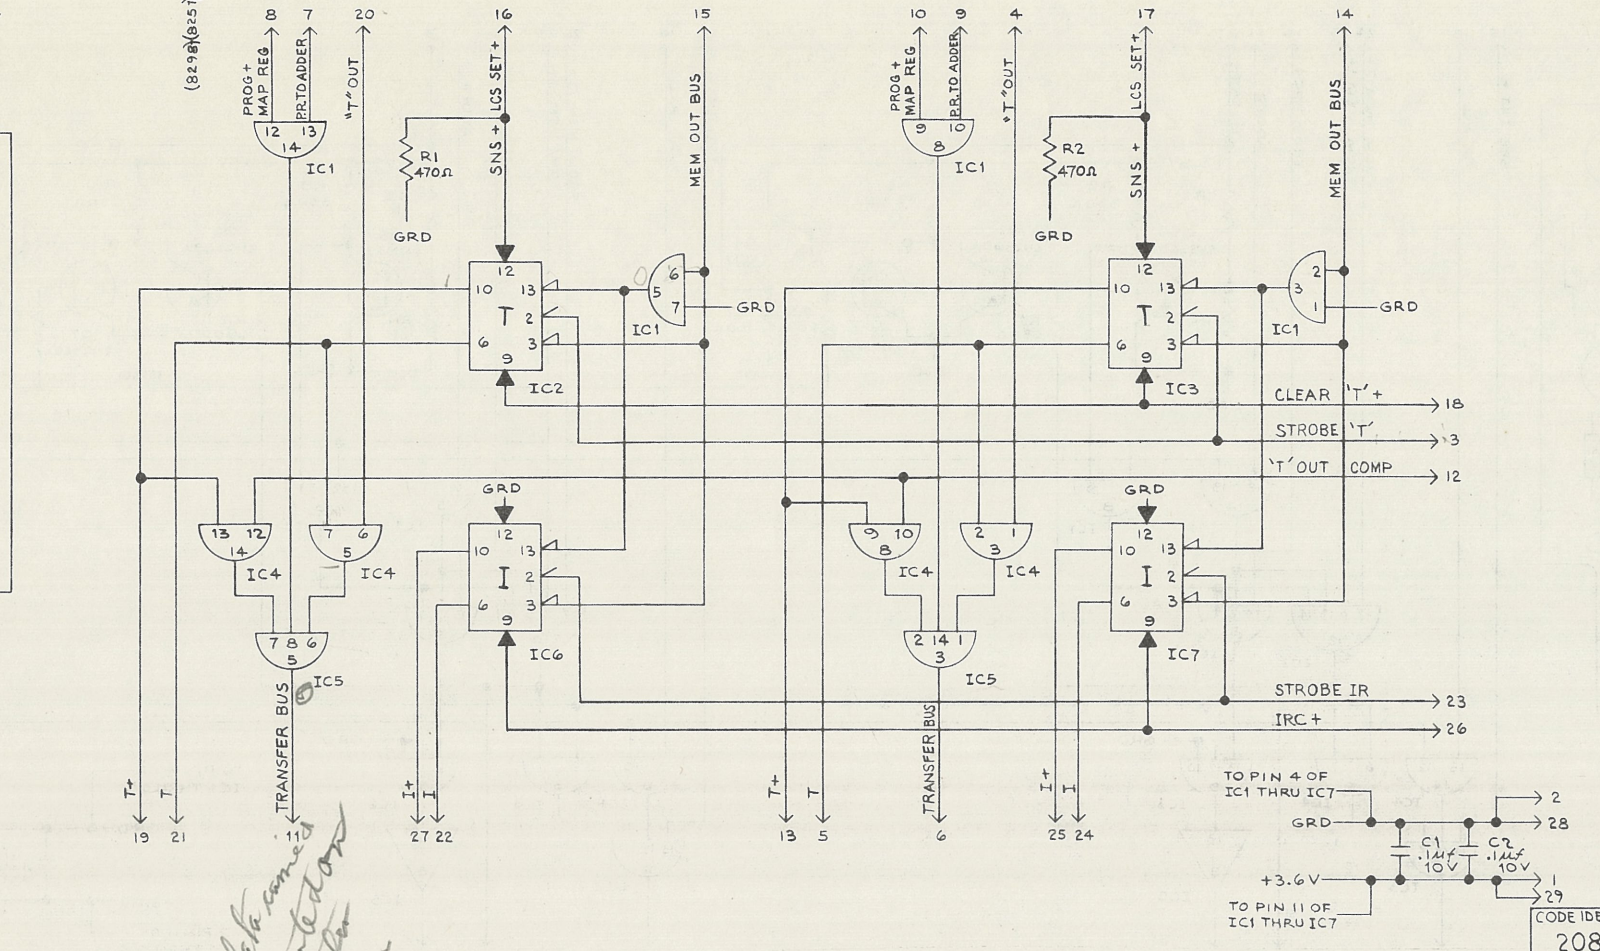 8 7 20 16 15 10 9 4 17 14
(8298)(8251
PROG+
MAP REG
P.R.TO ADDER
"T" OUT
SNS + LCS SET+
MEM OUT BUS
PROG+
MAP REG
P.R.TO ADDER
"T" OUT
SNS + LCS SET+
MEM OUT BUS
12 13
14
IC1
R1
470Ω
GRD
9 10
8
IC1
R2
470Ω
GRD
12
10 13
T 2
6 3
9
IC2
6
5
7
GRD
IC1
12
10 13
T 2
6 3
9
IC3
2
3
1
GRD
IC1
CLEAR 'T'+ 18
STROBE 'T' 3
'T' OUT COMP 12
13 12
14
IC4
7 6
5
IC4
GRD
12
10 13
I 2
6 3
9
IC6
9 10
8
IC4
2 1
3
IC4
GRD
12
10 13
I 2
6 3
9
IC7
7 8 6
5
IC5
2 14 1
3
IC5
STROBE IR 23
IRC+ 26
T+
T
TRANSFER BUS
I+
I
T+
T
TRANSFER BUS
I+
I
19 21 11 27 22 13 5 6 25 24
TO PIN 4 OF
IC1 THRU IC7
2
GRD 28
C1
.1μf
10V
C2
.1μf
10V
+3.6V 1
29
TO PIN 11 OF
IC1 THRU IC7
CODE IDE
208